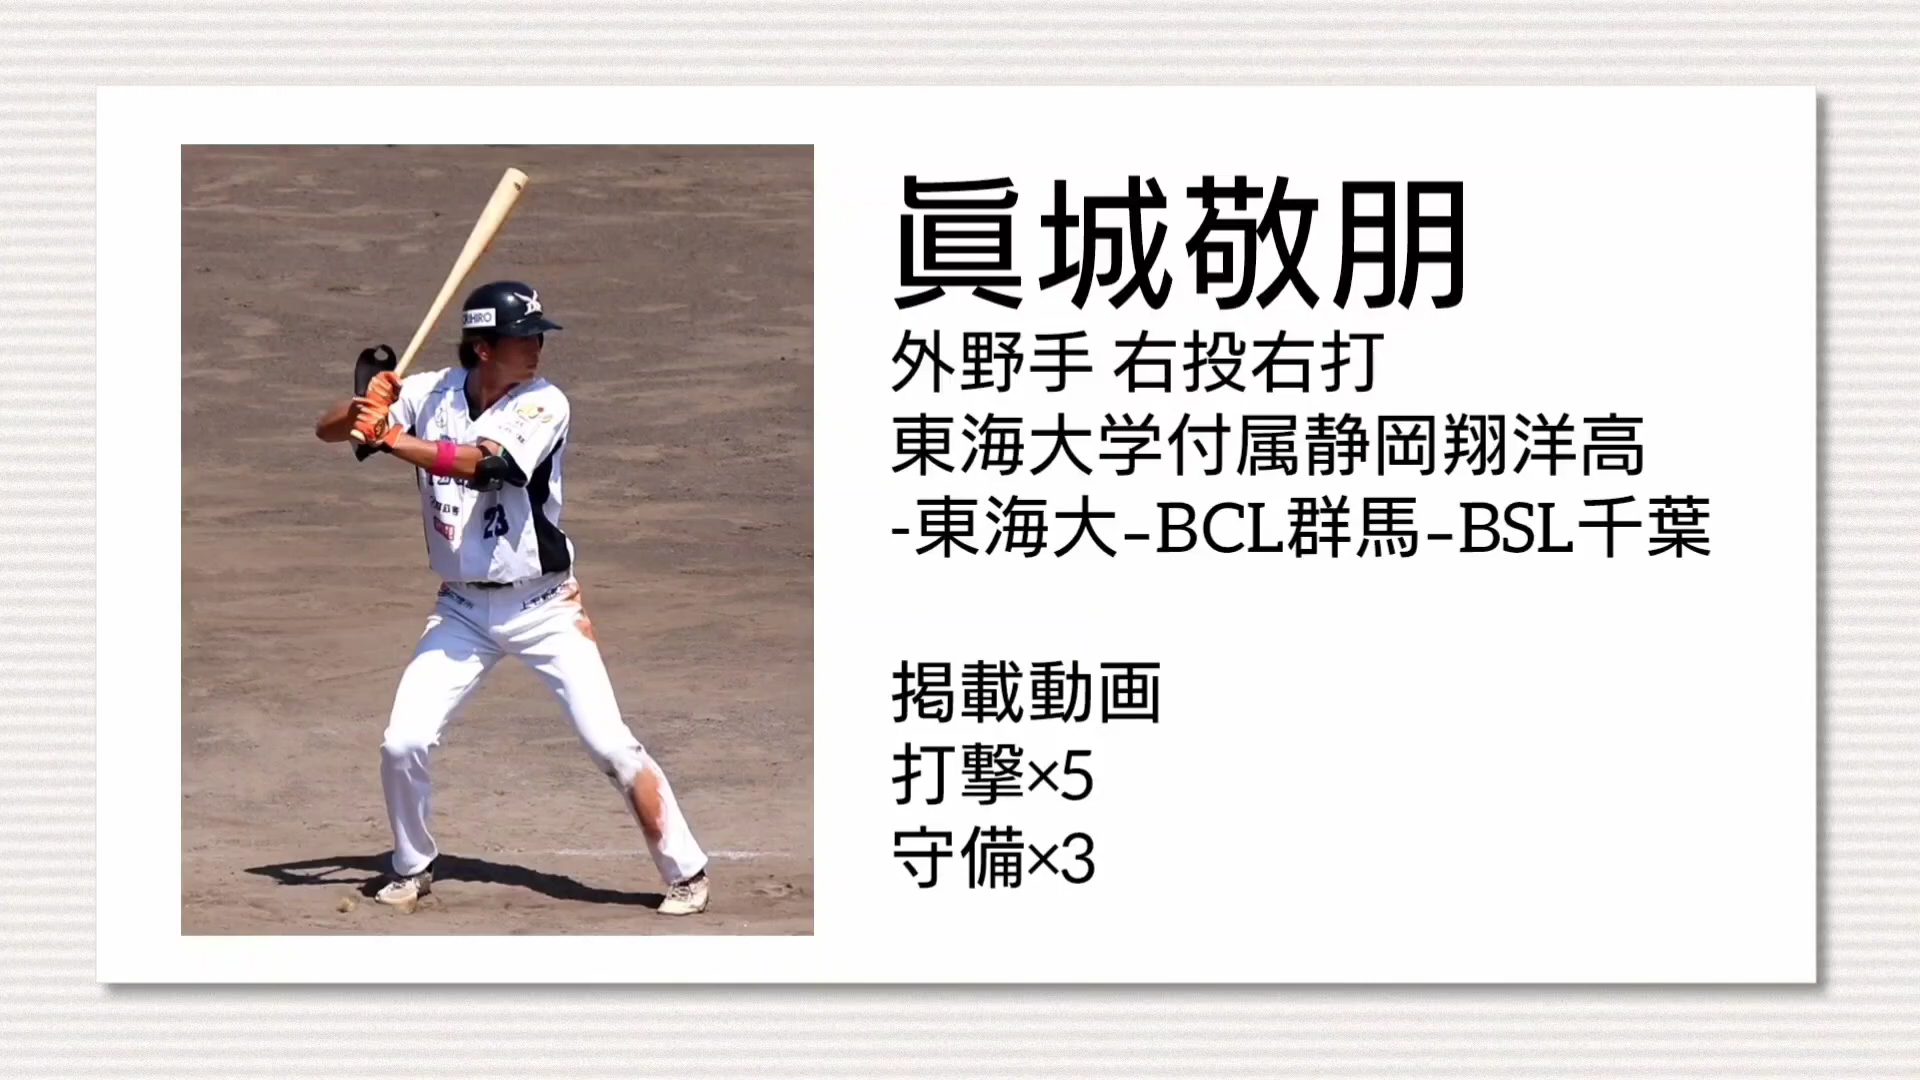 眞城敬朋
外野手 右投右打
東海大学付属静岡翔洋高
-東海大-BCL群馬-BSL千葉
掲載動画
打撃×5
守備×3
23